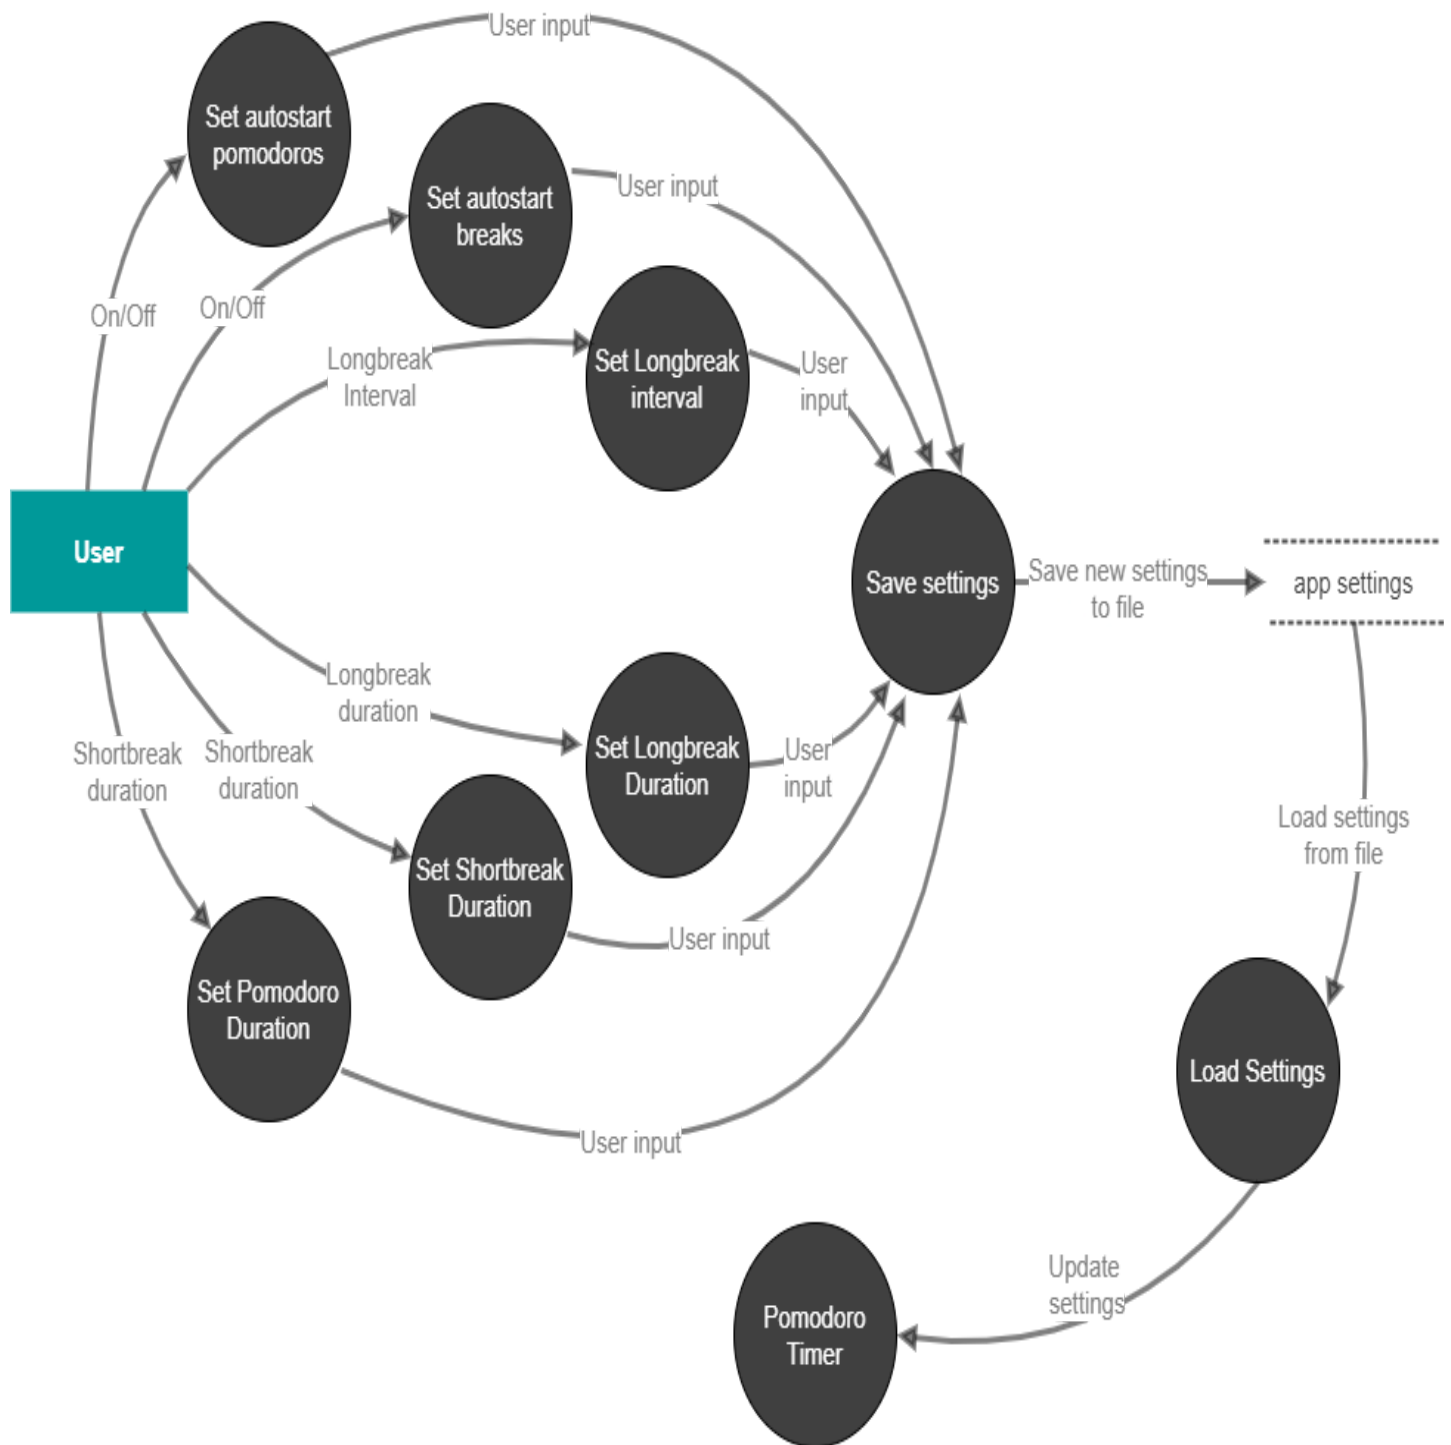 User input
Set autostart
pomodoros
Set autostart
breaks
User input
On/Off
On/Off
Longbreak
Interval
Set Longbreak
interval
User
input
User
Save settings
Save new settings
to file
app settings
Longbreak
duration
Shortbreak
duration
Shortbreak
duration
Set Longbreak
Duration
User
input
Set Shortbreak
Duration
User input
Load settings
from file
Set Pomodoro
Duration
User input
Load Settings
Update
settings
Pomodoro
Timer